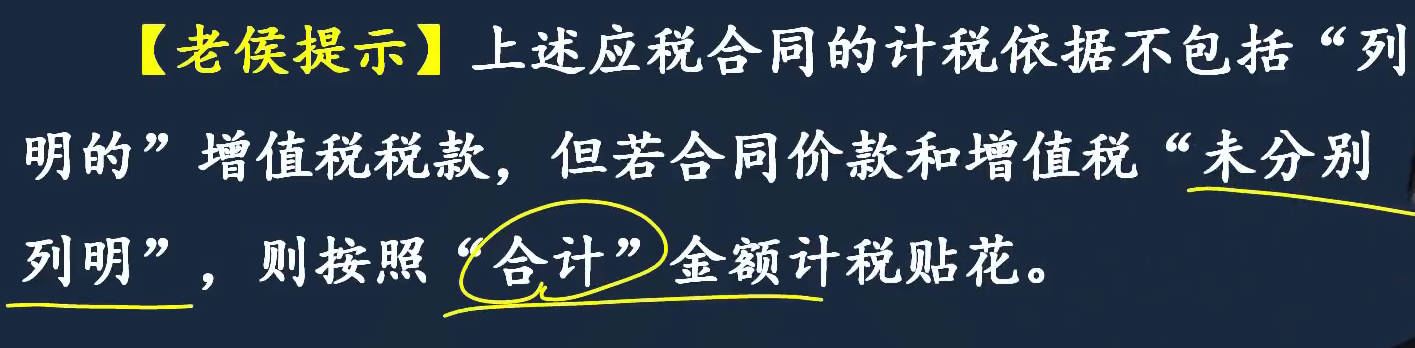 【老侯提示】上述应税合同的计税依据不包括“列
明的”增值税税款，但若合同价款和增值税“未分别
列明”，则按照“合计”金额计税贴花。